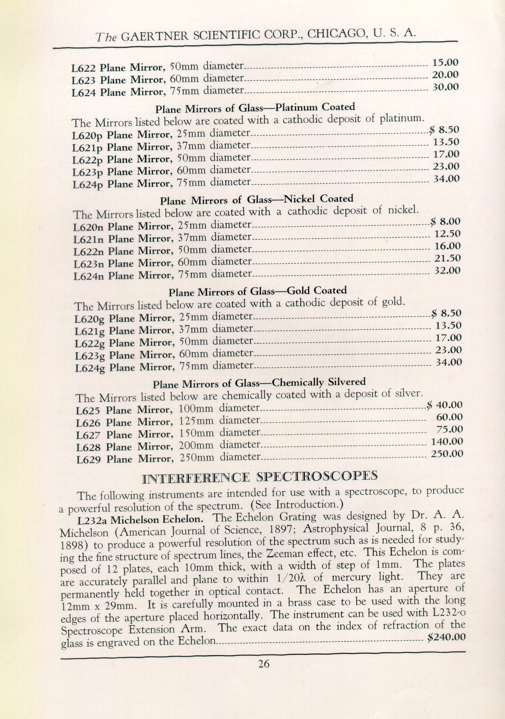 The GAERTNER SCIENTIFIC CORP., CHICAGO, U. S. A.
L622 Plane Mirror, 50mm diameter 15.00
L623 Plane Mirror, 60mm diameter 20.00
L624 Plane Mirror, 75mm diameter 30.00
Plane Mirrors of Glass—Platinum Coated
The Mirrors listed below are coated with a cathodic deposit of platinum.
L620p Plane Mirror, 25mm diameter $ 8.50
L621p Plane Mirror, 37mm diameter 13.50
L622p Plane Mirror, 50mm diameter 17.00
L623p Plane Mirror, 60mm diameter 23.00
L624p Plane Mirror, 75mm diameter 34.00
Plane Mirrors of Glass—Nickel Coated
The Mirrors listed below are coated with a cathodic deposit of nickel.
L620n Plane Mirror, 25mm diameter $ 8.00
L621n Plane Mirror, 37mm diameter 12.50
L622n Plane Mirror, 50mm diameter 16.00
L623n Plane Mirror, 60mm diameter 21.50
L624n Plane Mirror, 75mm diameter 32.00
Plane Mirrors of Glass—Gold Coated
The Mirrors listed below are coated with a cathodic deposit of gold.
L620g Plane Mirror, 25mm diameter $ 8.50
L621g Plane Mirror, 37mm diameter 13.50
L622g Plane Mirror, 50mm diameter 17.00
L623g Plane Mirror, 60mm diameter 23.00
L624g Plane Mirror, 75mm diameter 34.00
Plane Mirrors of Glass—Chemically Silvered
The Mirrors listed below are chemically coated with a deposit of silver.
L625 Plane Mirror, 100mm diameter $ 40.00
L626 Plane Mirror, 125mm diameter 60.00
L627 Plane Mirror, 150mm diameter 75.00
L628 Plane Mirror, 200mm diameter 140.00
L629 Plane Mirror, 250mm diameter 250.00
INTERFERENCE SPECTROSCOPES
The following instruments are intended for use with a spectroscope, to produce
a powerful resolution of the spectrum. (See Introduction.)
L232a Michelson Echelon. The Echelon Grating was designed by Dr. A. A.
Michelson (American Journal of Science, 1897; Astrophysical Journal, 8 p. 36,
1898) to produce a powerful resolution of the spectrum such as is needed for study-
ing the fine structure of spectrum lines, the Zeeman effect, etc. This Echelon is com-
posed of 12 plates, each 10mm thick, with a width of step of 1mm. The plates
are accurately parallel and plane to within 1/20λ of mercury light. They are
permanently held together in optical contact. The Echelon has an aperture of
12mm x 29mm. It is carefully mounted in a brass case to be used with the long
edges of the aperture placed horizontally. The instrument can be used with L232-o
Spectroscope Extension Arm. The exact data on the index of refraction of the
glass is engraved on the Echelon $240.00
26